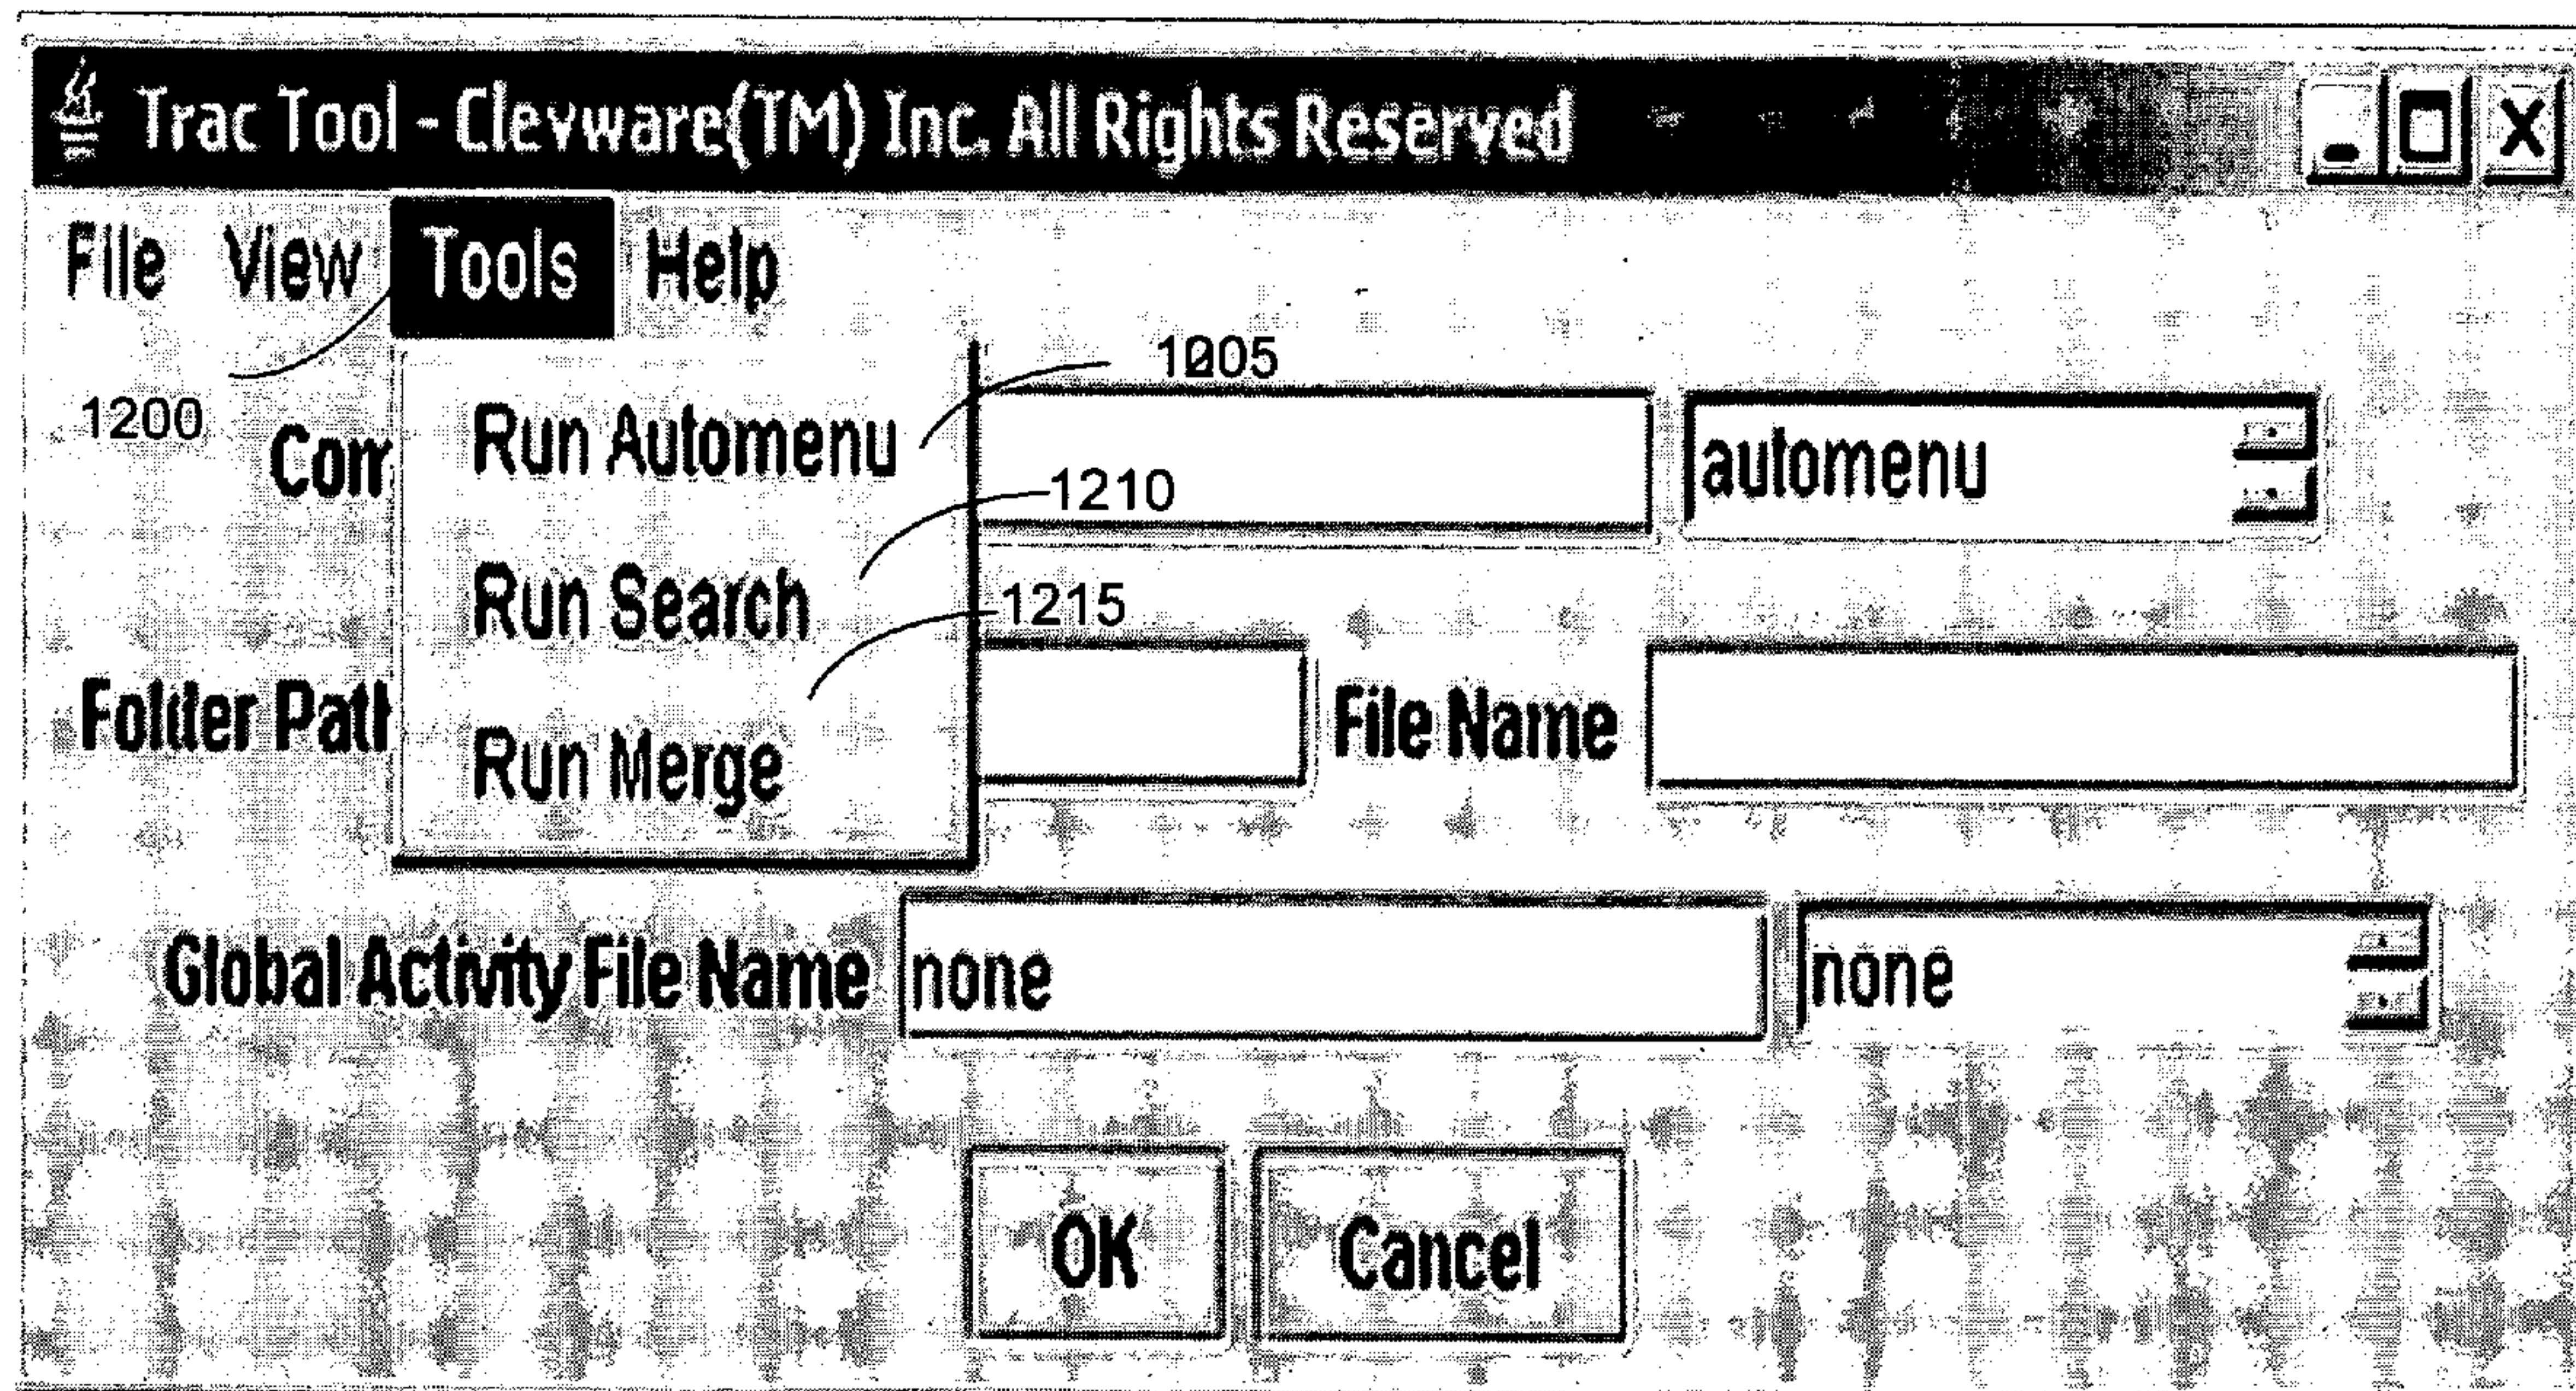 Trac Tool - Clevware(TM) Inc. All Rights Reserved
File View Tools Help
1200
Run Automenu
1210
automenu
Run Search
1215
Run Merge
File Name
Global Activity File Name none none
OK Cancel